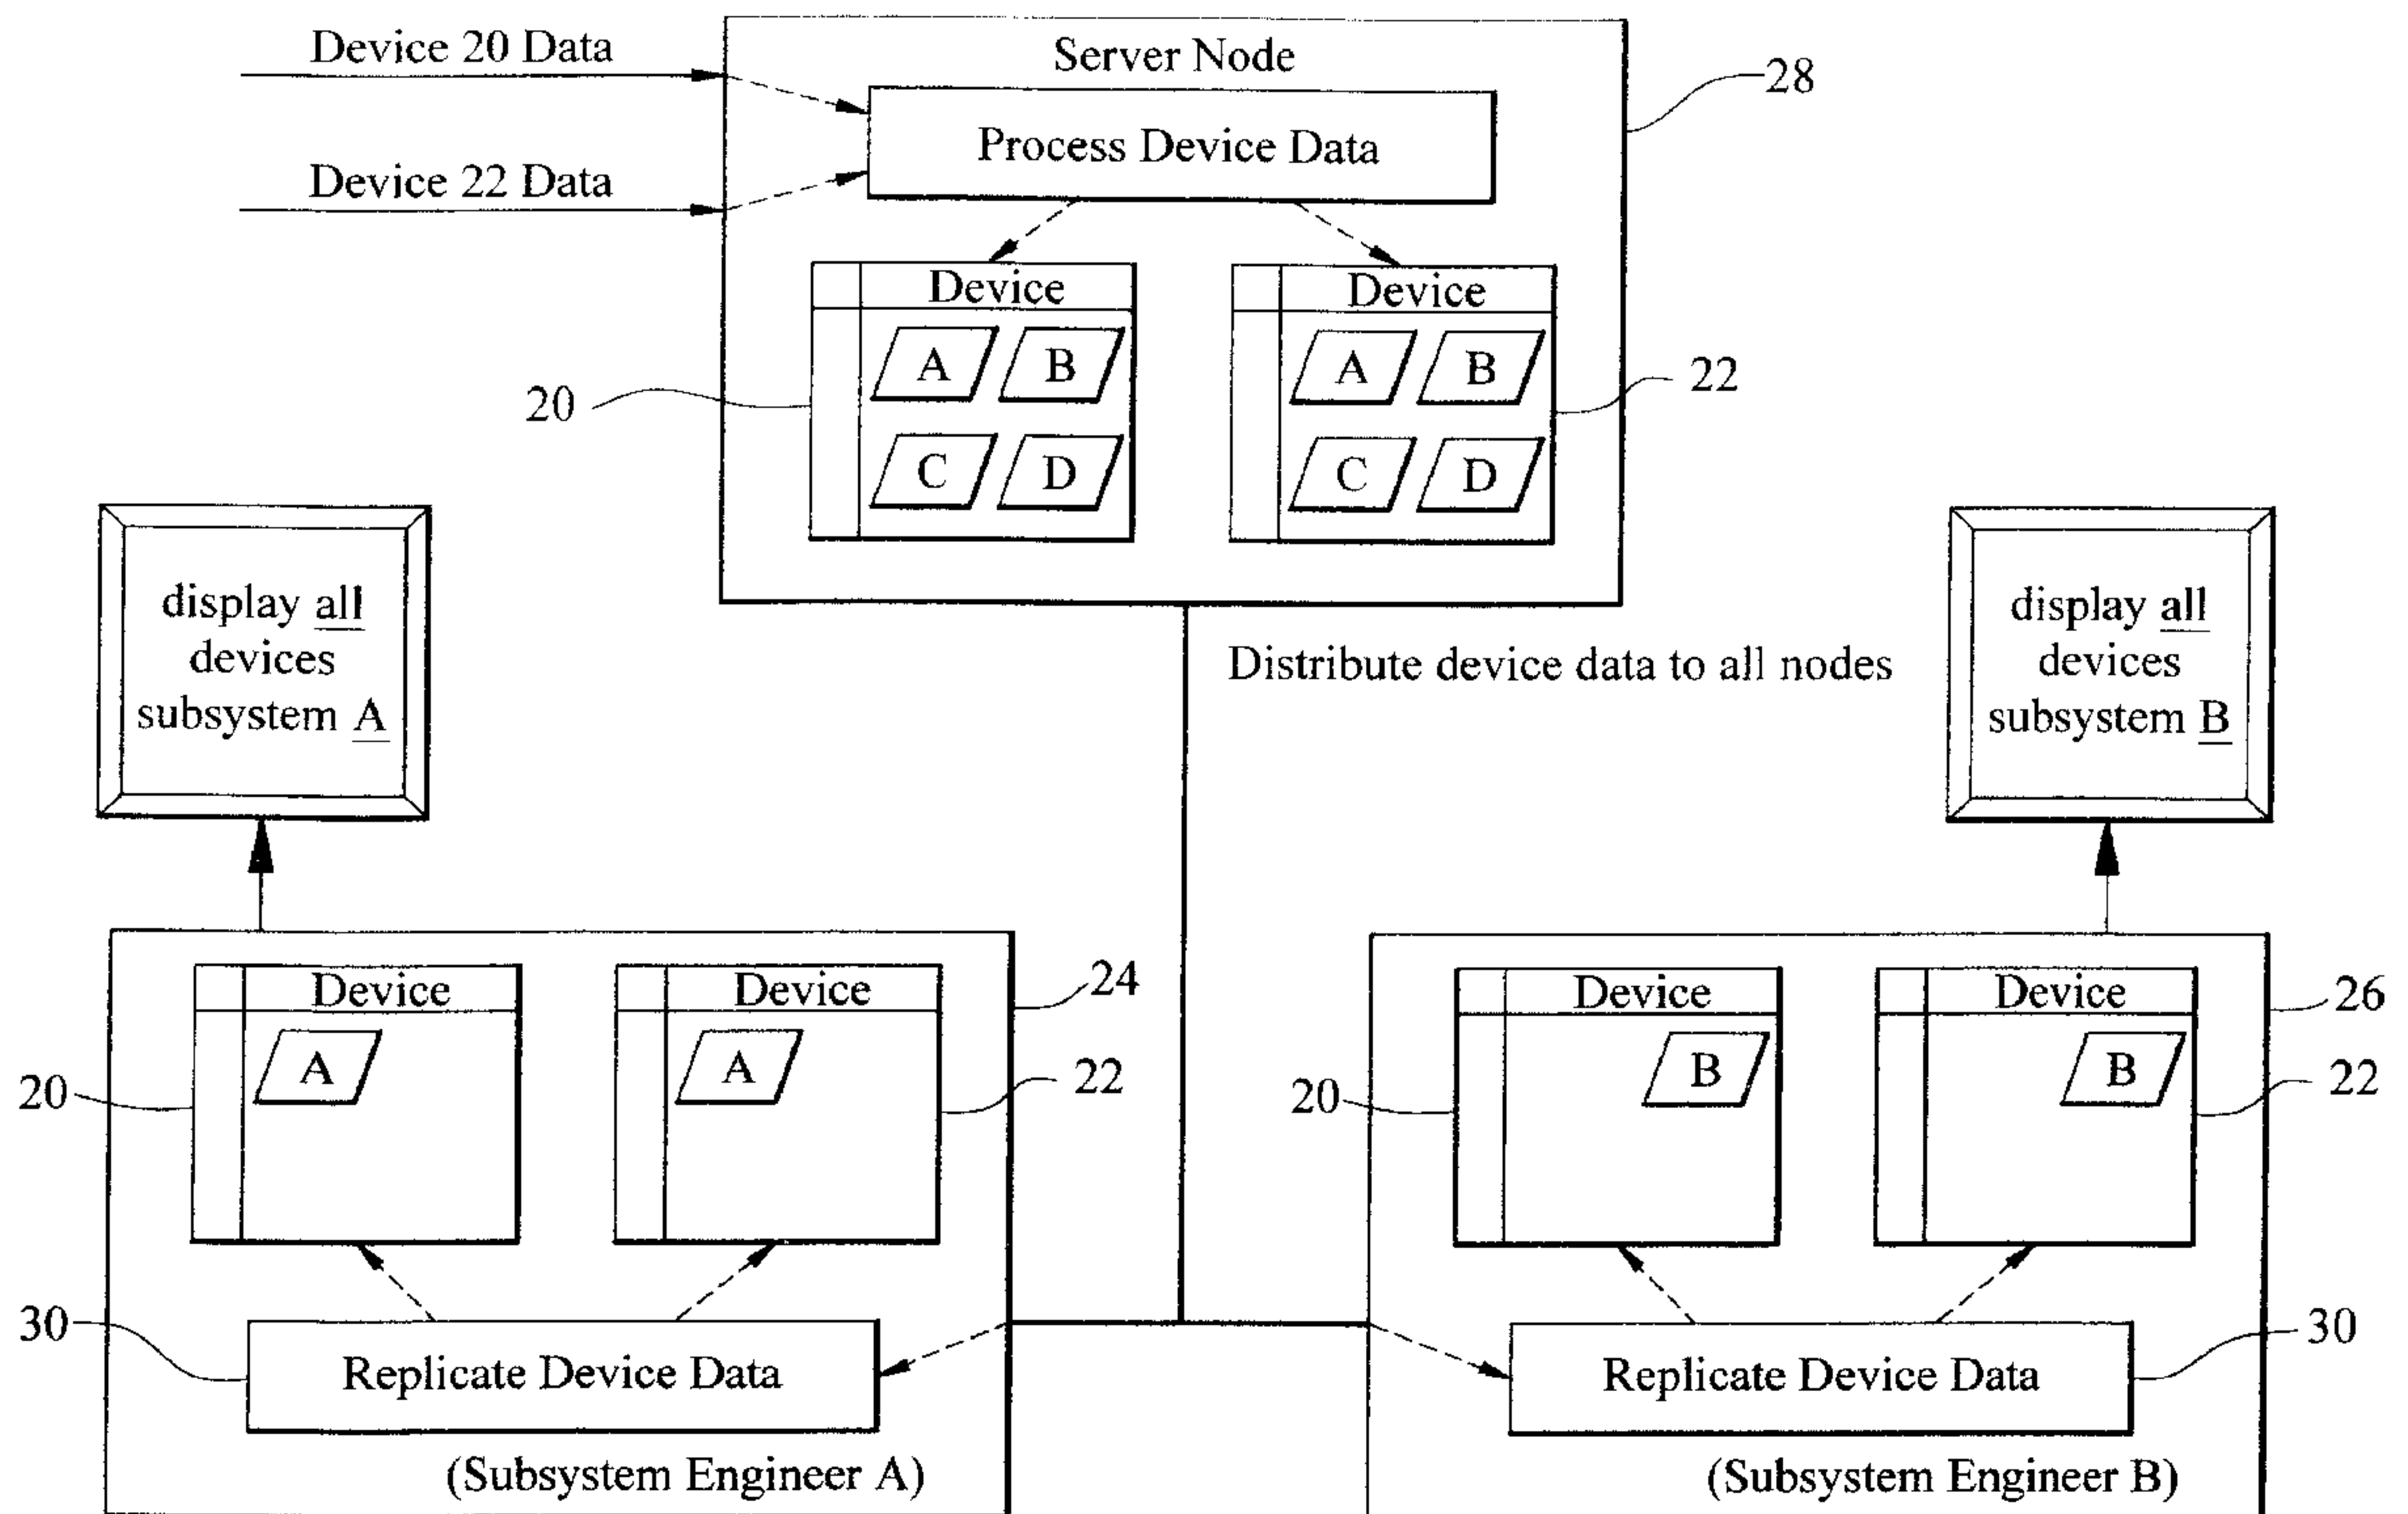 Device 20 Data
Server Node
28
Process Device Data
Device 22 Data
Device
Device
A
B
A
B
20
22
C
D
C
D
display all
devices
subsystem A
display all
devices
subsystem B
Distribute device data to all nodes
Device
Device
24
Device
Device
26
A
A
B
B
20
22
20
22
30
Replicate Device Data
Replicate Device Data
30
(Subsystem Engineer A)
(Subsystem Engineer B)